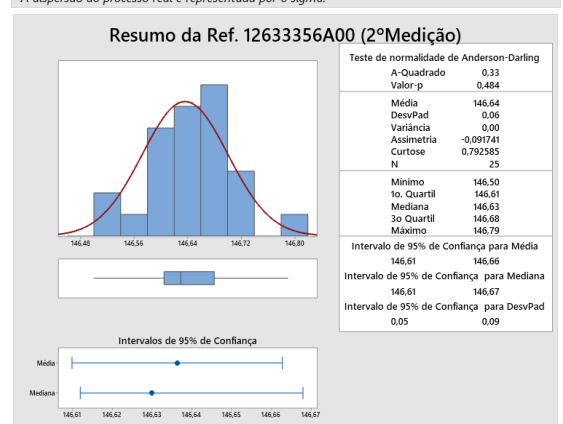 A dispersão do processo real é representada por 6 sigma.
Resumo da Ref. 12633356A00 (2ºMedição)
146,48 146,56 146,64 146,72 146,80
Intervalos de 95% de Confiança
Média
Mediana
146,61 146,62 146,63 146,64 146,65 146,66 146,67
Teste de normalidade de Anderson-Darling
A-Quadrado 0,33
Valor-p 0,484
Média 146,64
DesvPad 0,06
Variância 0,00
Assimetria -0,091741
Curtose 0,792585
N 25
Mínimo 146,50
1o. Quartil 146,61
Mediana 146,63
3o Quartil 146,68
Máximo 146,79
Intervalo de 95% de Confiança para Média
146,61 146,66
Intervalo de 95% de Confiança para Mediana
146,61 146,67
Intervalo de 95% de Confiança para DesvPad
0,05 0,09